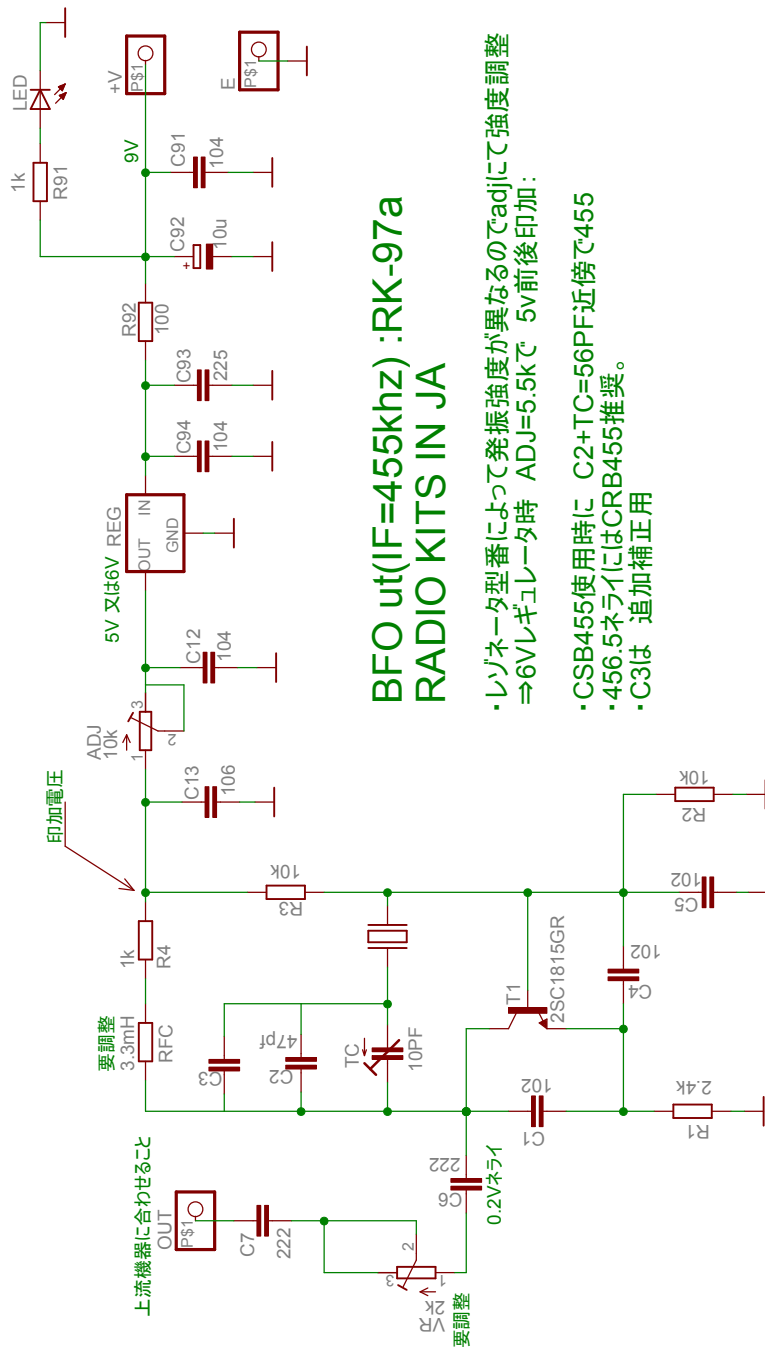 上流機器に合わせること
OUT
P$1
C7
222
VR
2k
要調整
1
2
3
C6
222
0.2Vネライ
要調整
3.3mH
RFC
1k
R4
印加電圧
C3
C2
47pf
TC
10PF
R3
10k
T1
2SC1815GR
C1
102
C4
102
R1
2.4k
C5
102
R2
10k
C13
106
ADJ
10k
1
2
3
C12
104
5V 又は6V
REG
OUT
IN
GND
C94
104
C93
225
R92
100
C92
+
10u
C91
104
9V
1k
R91
LED
+V
P$1
E
P$1
BFO ut(IF=455khz) :RK-97a
RADIO KITS IN JA
・レゾネータ型番によって発振強度が異なるのでadjにて強度調整
⇒6Vレギュレータ時 ADJ=5.5kで 5v前後印加:
・CSB455使用時に C2+TC=56PF近傍で455
・456.5ネライにはCRB455推奨。
・C3は 追加補正用